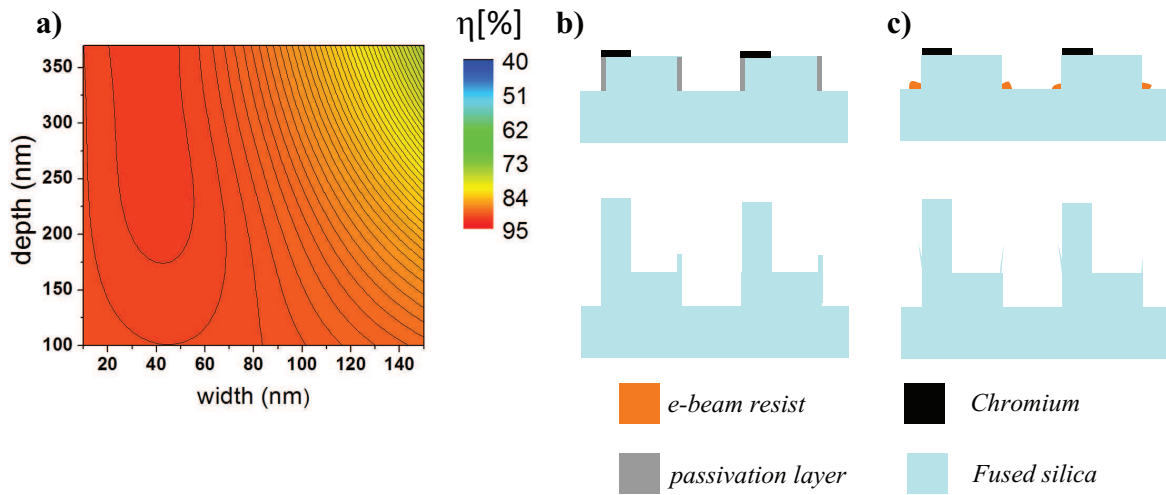 a)
η[%]
b)
c)
350
300
250
200
150
100
depth (nm)
20 40 60 80 100 120 140
width (nm)
40
51
62
73
84
95
e-beam resist
Chromium
passivation layer
Fused silica